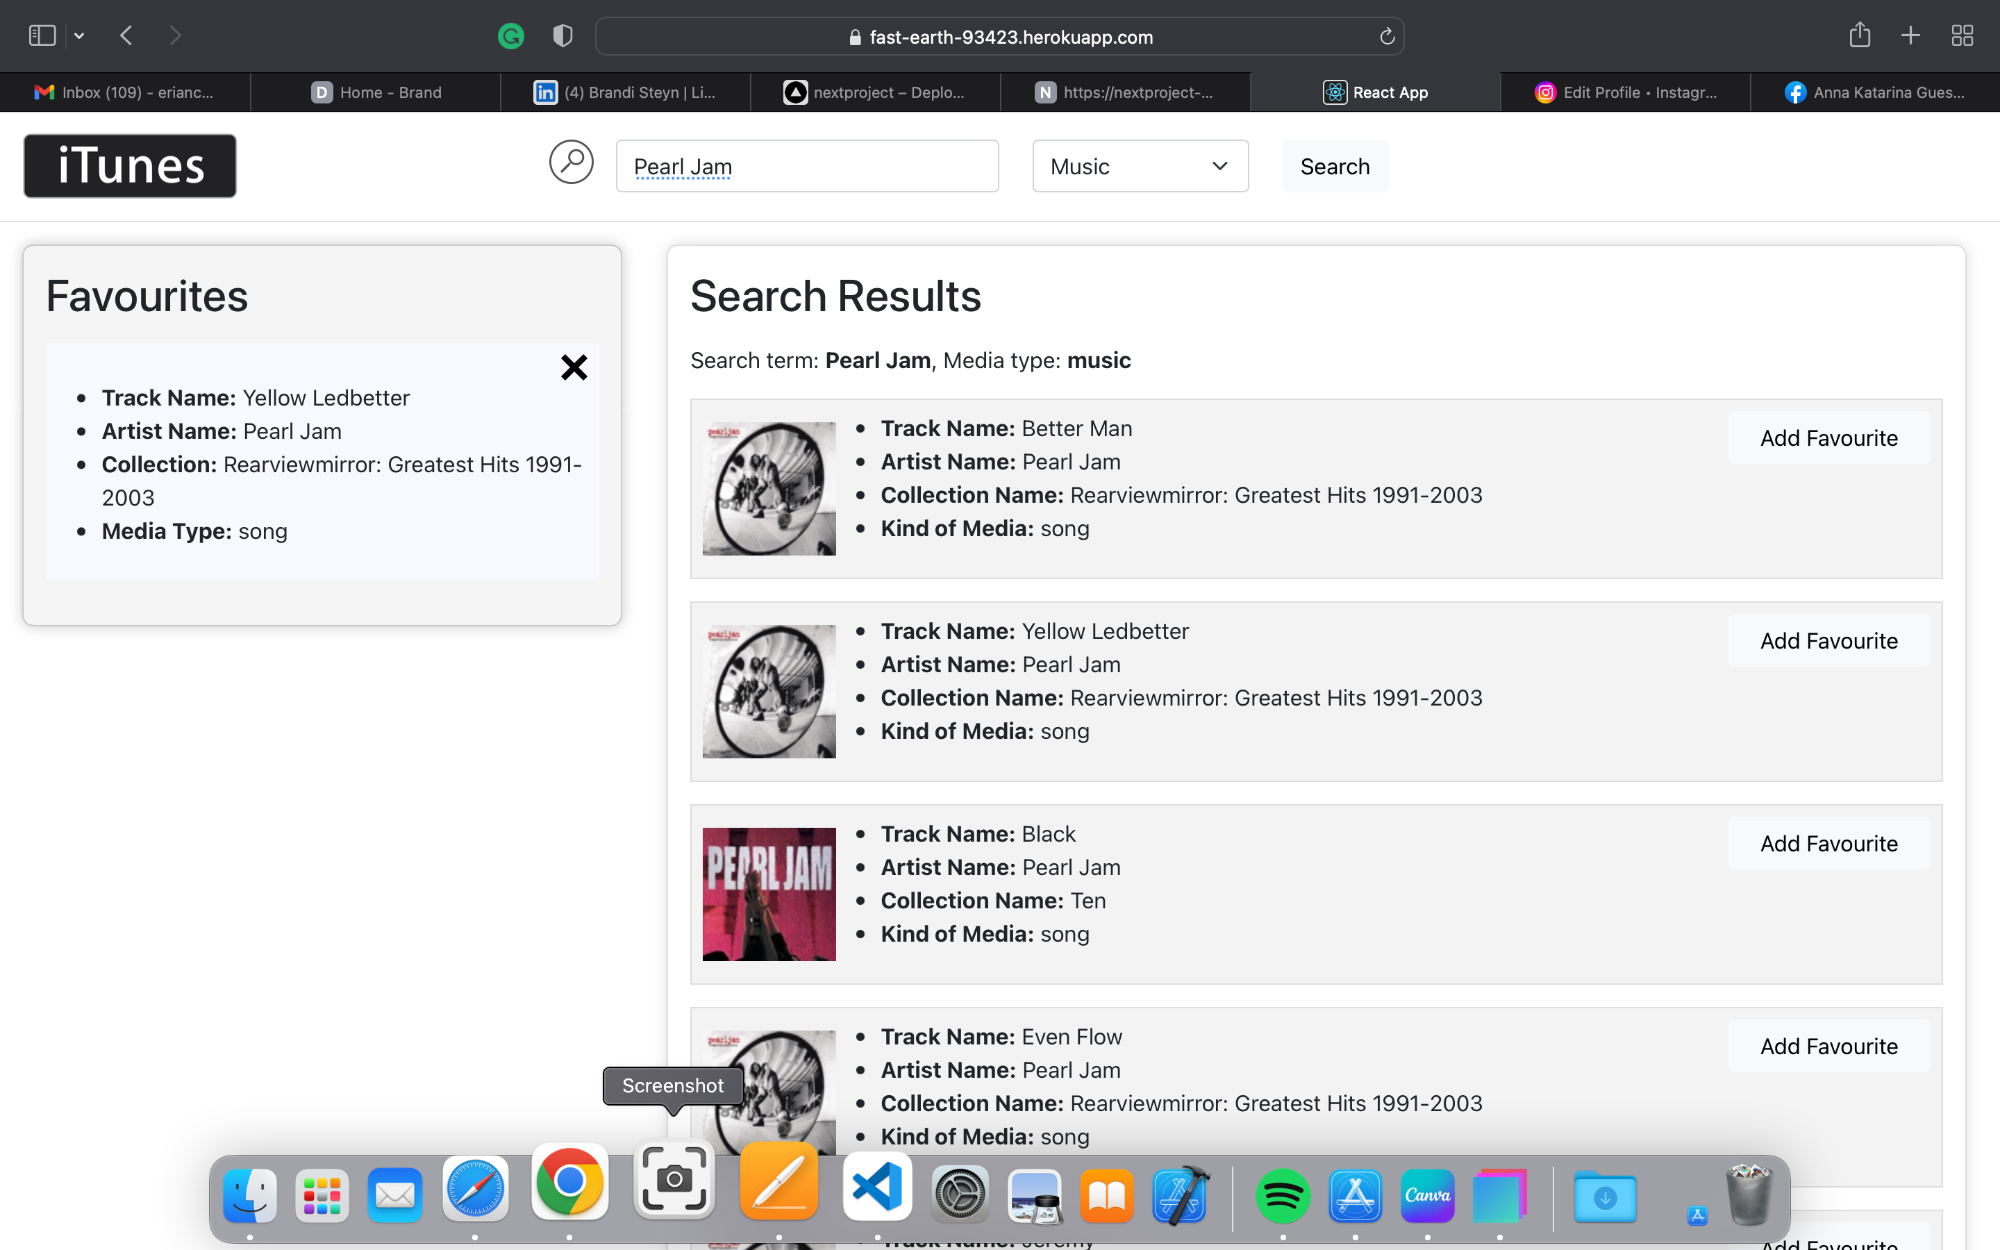 fast-earth-93423.herokuapp.com
Inbox (109) - erianc...
D Home - Brand
in (4) Brandi Steyn | Li...
nextproject – Deplo...
N https://nextproject-...
React App
Edit Profile • Instagr...
Anna Katarina Gues...
iTunes
Pearl Jam
Music
Search
Favourites
Track Name: Yellow Ledbetter
Artist Name: Pearl Jam
Collection: Rearviewmirror: Greatest Hits 1991-
2003
Media Type: song
Search Results
Search term: Pearl Jam, Media type: music
Track Name: Better Man
Artist Name: Pearl Jam
Collection Name: Rearviewmirror: Greatest Hits 1991-2003
Kind of Media: song
Add Favourite
pearljam
Track Name: Yellow Ledbetter
Artist Name: Pearl Jam
Collection Name: Rearviewmirror: Greatest Hits 1991-2003
Kind of Media: song
Add Favourite
pearljam
PEARL JAM
Track Name: Black
Artist Name: Pearl Jam
Collection Name: Ten
Kind of Media: song
Add Favourite
pearljam
Track Name: Even Flow
Artist Name: Pearl Jam
Collection Name: Rearviewmirror: Greatest Hits 1991-2003
Kind of Media: song
Add Favourite
Screenshot
Canva
Track Name: Jeremy
Add Favourite